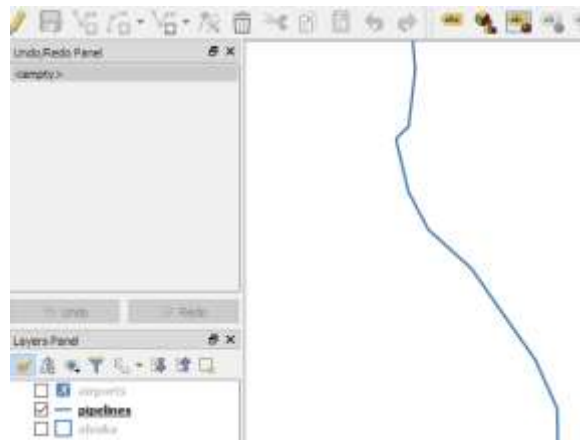 Undo/Redo Panel
<empty>
Undo
Redo
Layers Panel
airports
pipelines
alaska